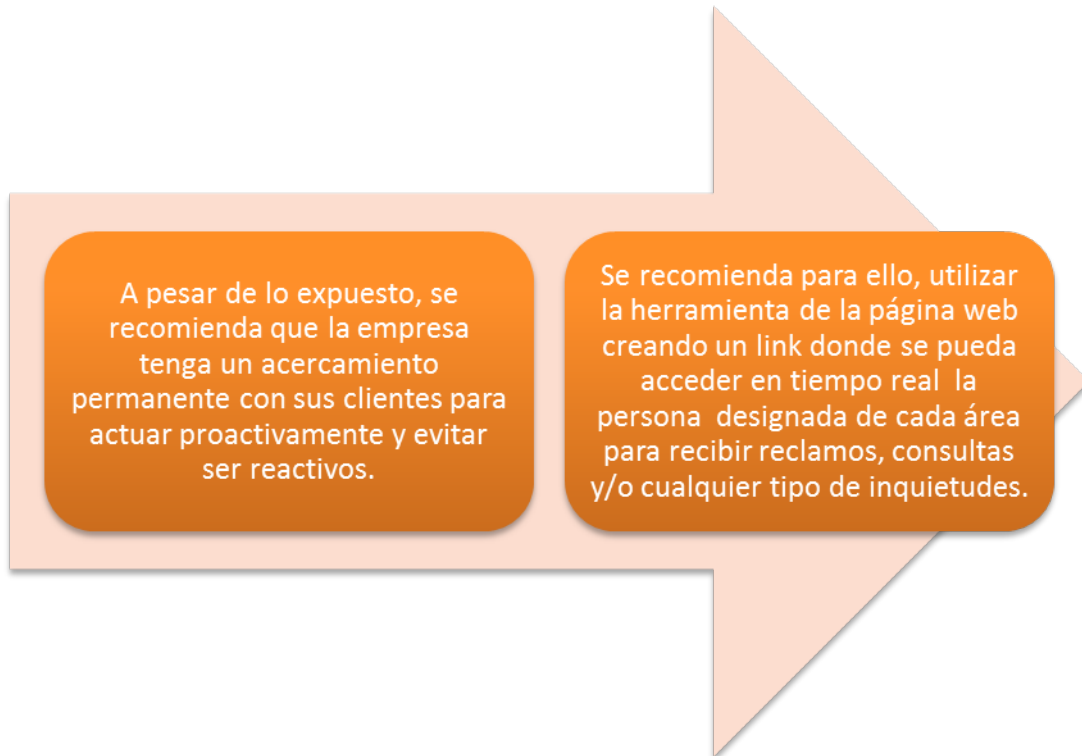 A pesar de lo expuesto, se
recomienda que la empresa
tenga un acercamiento
permanente con sus clientes para
actuar proactivamente y evitar
ser reactivos.
Se recomienda para ello, utilizar
la herramienta de la página web
creando un link donde se pueda
acceder en tiempo real  la
persona  designada de cada área
para recibir reclamos, consultas
y/o cualquier tipo de inquietudes.